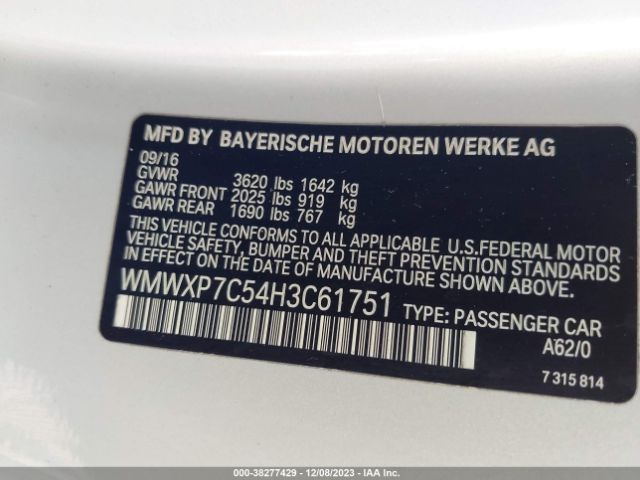 MFD BY BAYERISCHE MOTOREN WERKE AG
09/16
GVWR 3620 lbs 1642 kg
GAWR FRONT 2025 lbs 919 kg
GAWR REAR 1690 lbs 767 kg
THIS VEHICLE CONFORMS TO ALL APPLICABLE U.S.FEDERAL MOTOR
VEHICLE SAFETY, BUMPER AND THEFT PREVENTION STANDARDS
IN EFFECT ON THE DATE OF MANUFACTURE SHOWN ABOVE.
WMWXP7C54H3C61751 TYPE: PASSENGER CAR
A62/0
7 315 814
000-38277429 - 12/08/2023 - COPYRIGHT © IAA